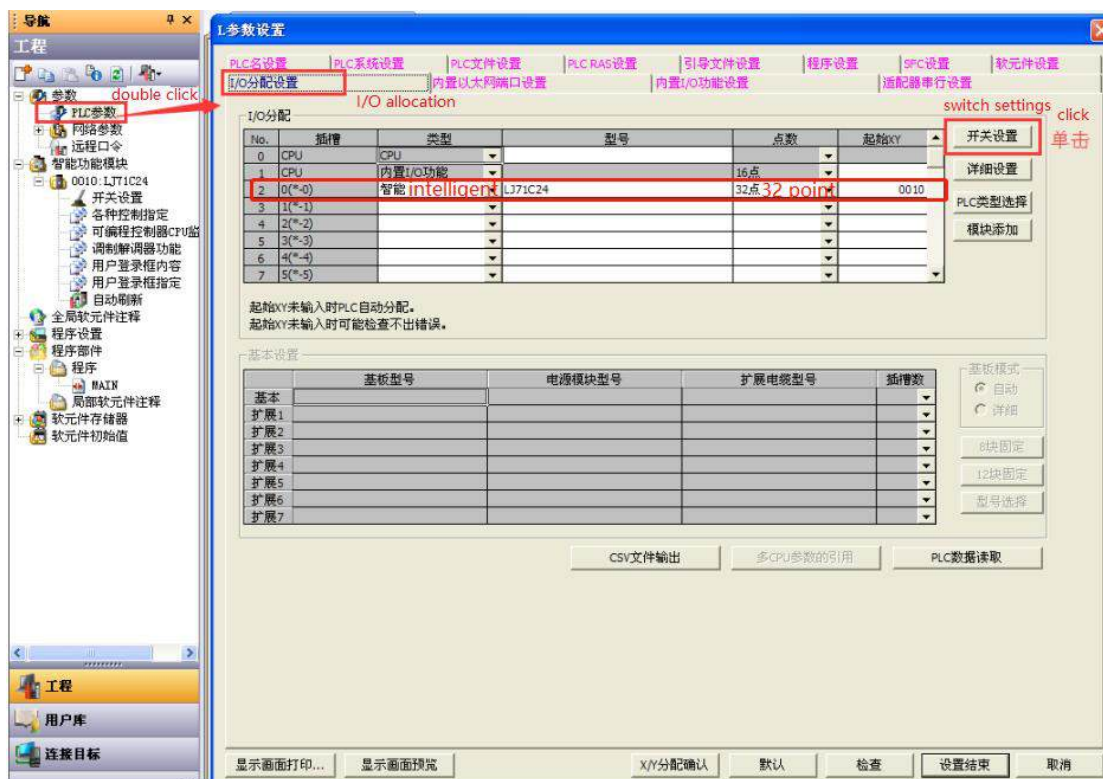 导航
工程
参数
double click
PLC参数
网络参数
远程口令
智能功能模块
0010:LJ71C24
开关设置
各种控制指定
可编程控制器CPU监
调制解调器功能
用户登录框内容
用户登录框指定
自动刷新
全局软元件注释
程序设置
程序部件
程序
MAIN
局部软元件注释
软元件存储器
软元件初始值
工程
用户库
连接目标
L参数设置
PLC名设置 PLC系统设置 PLC文件设置 PLC RAS设置 引导文件设置 程序设置 SFC设置 软元件设置
I/O分配设置 内置以太网端口设置 内置I/O功能设置 适配器串行设置
I/O allocation
I/O分配
No. 插槽 类型 型号 点数 起始XY
0 CPU CPU
1 CPU 内置I/O功能 16点
2 0(*-0) 智能 intelligent LJ71C24 32点 32 point 0010
3 1(*-1)
4 2(*-2)
5 3(*-3)
6 4(*-4)
7 5(*-5)
switch settings
click
开关设置
单击
详细设置
PLC类型选择
模块添加
起始XY未输入时PLC自动分配。
起始XY未输入时可能检查不出错误。
基本设置
基板型号 电源模块型号 扩展电缆型号 插槽数
基本
扩展1
扩展2
扩展3
扩展4
扩展5
扩展6
扩展7
基板模式
自动
详细
8块固定
12块固定
型号选择
CSV文件输出 多CPU参数的引用 PLC数据读取
显示画面打印... 显示画面预览 X/Y分配确认 默认 检查 设置结束 取消